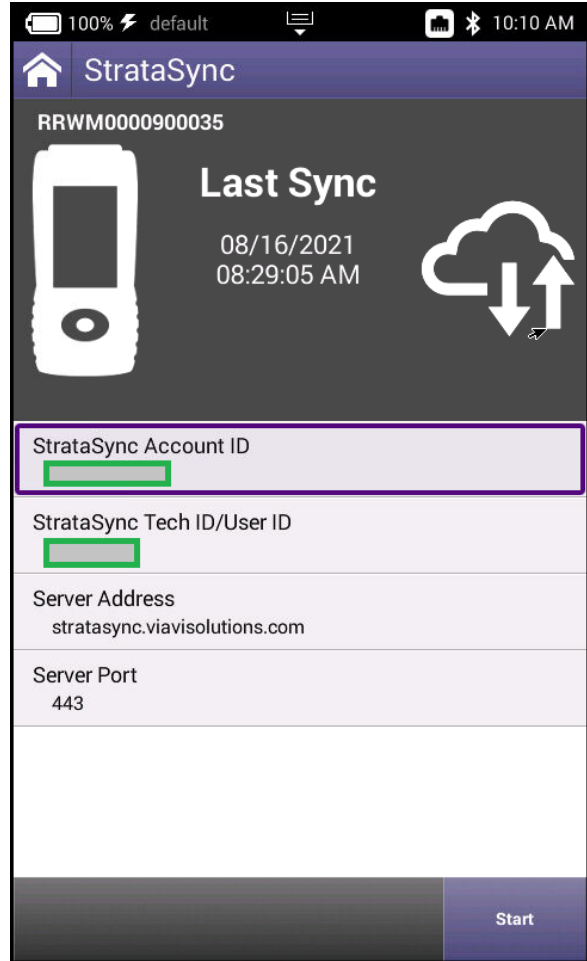 100% default 10:10 AM
StrataSync
RRWM0000900035
Last Sync
08/16/2021
08:29:05 AM
StrataSync Account ID
StrataSync Tech ID/User ID
Server Address
stratasync.viavisolutions.com
Server Port
443
Start